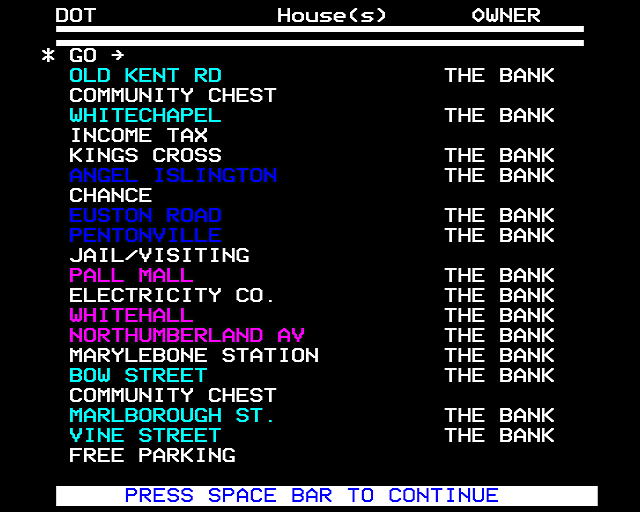 DOT House(s) OWNER
* GO →
OLD KENT RD THE BANK
COMMUNITY CHEST
WHITECHAPEL THE BANK
INCOME TAX
KINGS CROSS THE BANK
ANGEL ISLINGTON THE BANK
CHANCE
EUSTON ROAD THE BANK
PENTONVILLE THE BANK
JAIL/VISITING
PALL MALL THE BANK
ELECTRICITY CO. THE BANK
WHITEHALL THE BANK
NORTHUMBERLAND AV THE BANK
MARYLEBONE STATION THE BANK
BOW STREET THE BANK
COMMUNITY CHEST
MARLBOROUGH ST. THE BANK
VINE STREET THE BANK
FREE PARKING
PRESS SPACE BAR TO CONTINUE